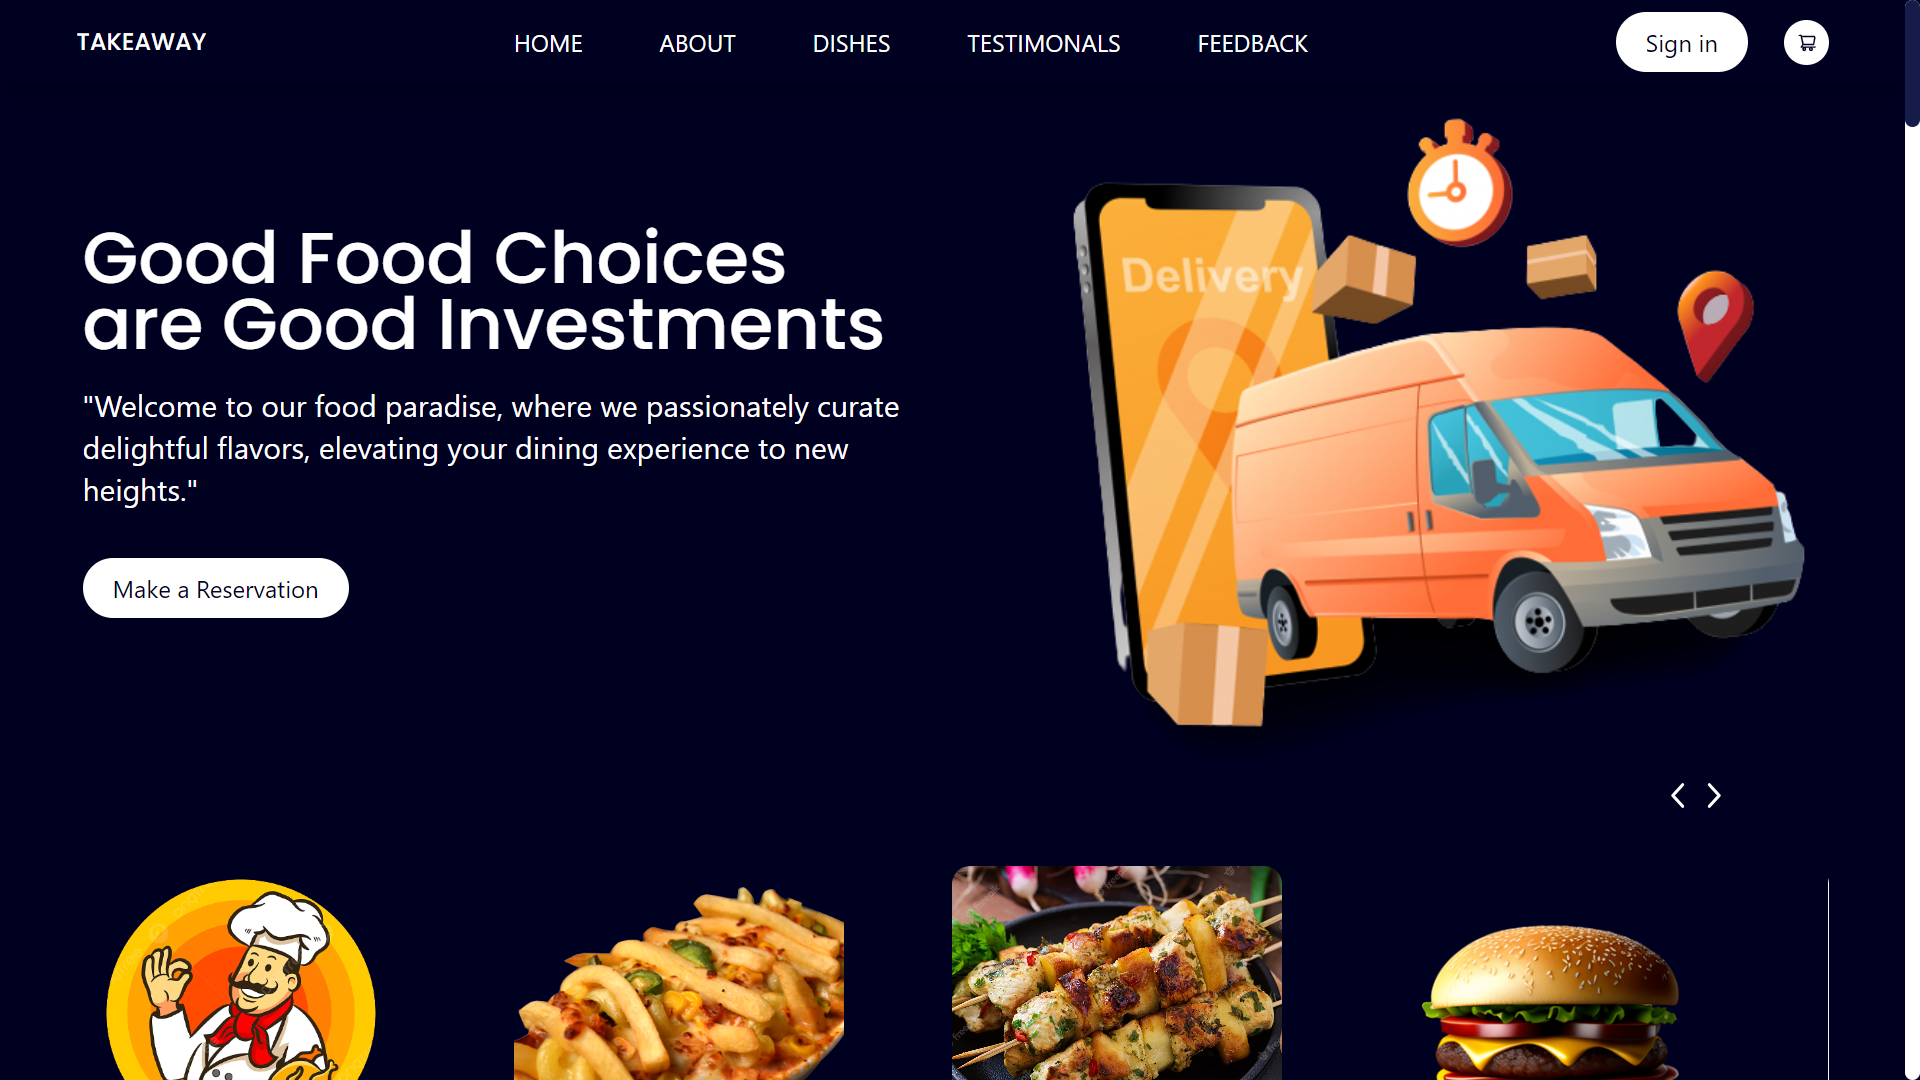 TAKEAWAY
HOME
ABOUT
DISHES
TESTIMONALS
FEEDBACK
Sign in
Good Food Choices
are Good Investments
"Welcome to our food paradise, where we passionately curate
delightful flavors, elevating your dining experience to new
heights."
Make a Reservation
Delivery